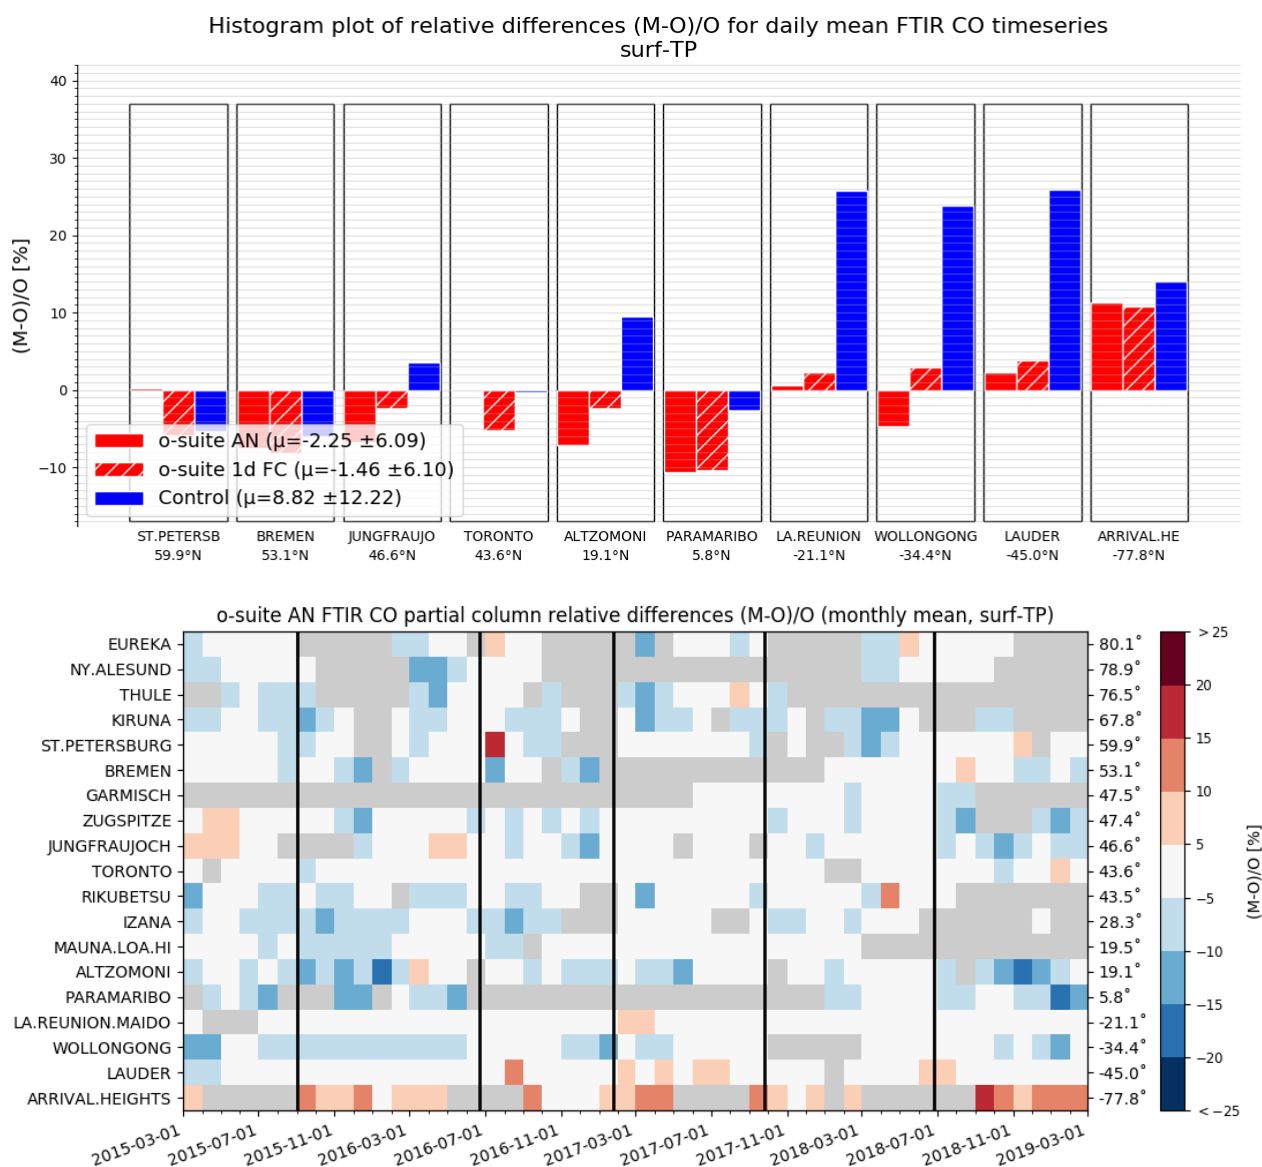 Histogram plot of relative differences (M-O)/O for daily mean FTIR CO timeseries
surf-TP
(M-O)/O [%]
40
30
20
10
0
−10
o-suite AN (μ=-2.25 ±6.09)
o-suite 1d FC (μ=-1.46 ±6.10)
Control (μ=8.82 ±12.22)
ST.PETERSB BREMEN JUNGFRAUJO TORONTO ALTZOMONI PARAMARIBO LA.REUNION WOLLONGONG LAUDER ARRIVAL.HE
59.9°N 53.1°N 46.6°N 43.6°N 19.1°N 5.8°N -21.1°N -34.4°N -45.0°N -77.8°N
o-suite AN FTIR CO partial column relative differences (M-O)/O (monthly mean, surf-TP)
EUREKA 80.1˚
NY.ALESUND 78.9˚
THULE 76.5˚
KIRUNA 67.8˚
ST.PETERSBURG 59.9˚
BREMEN 53.1˚
GARMISCH 47.5˚
ZUGSPITZE 47.4˚
JUNGFRAUJOCH 46.6˚
TORONTO 43.6˚
RIKUBETSU 43.5˚
IZANA 28.3˚
MAUNA.LOA.HI 19.5˚
ALTZOMONI 19.1˚
PARAMARIBO 5.8˚
LA.REUNION.MAIDO -21.1˚
WOLLONGONG -34.4˚
LAUDER -45.0˚
ARRIVAL.HEIGHTS -77.8˚
2015-03-01 2015-07-01 2015-11-01 2016-03-01 2016-07-01 2016-11-01 2017-03-01 2017-07-01 2017-11-01 2018-03-01 2018-07-01 2018-11-01 2019-03-01
> 25
20
15
10
5
−5
−10
−15
−20
< −25
(M-O)/O [%]